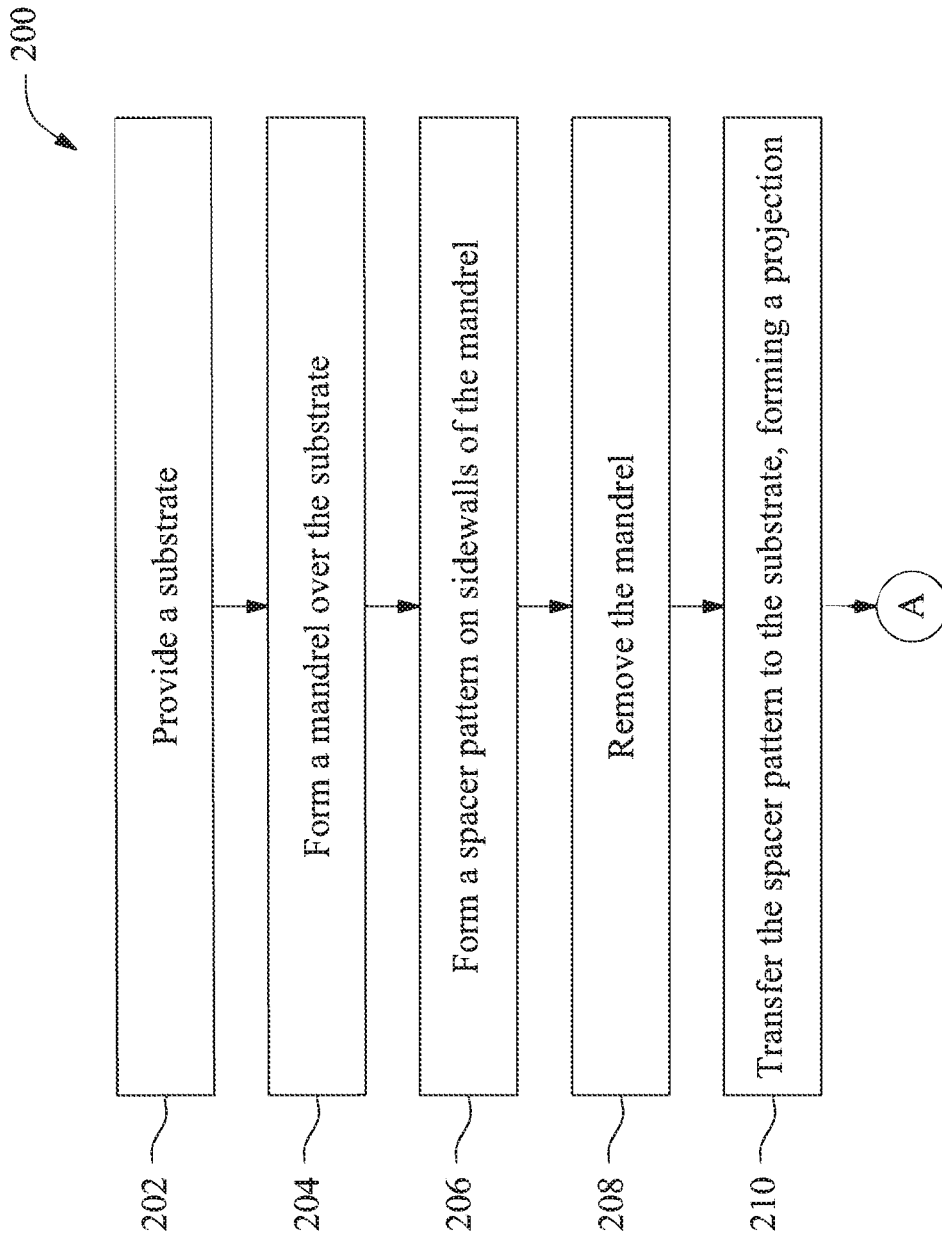 200
202
Provide a substrate
204
Form a mandrel over the substrate
206
Form a spacer pattern on sidewalls of the mandrel
208
Remove the mandrel
210
Transfer the spacer pattern to the substrate, forming a projection
A